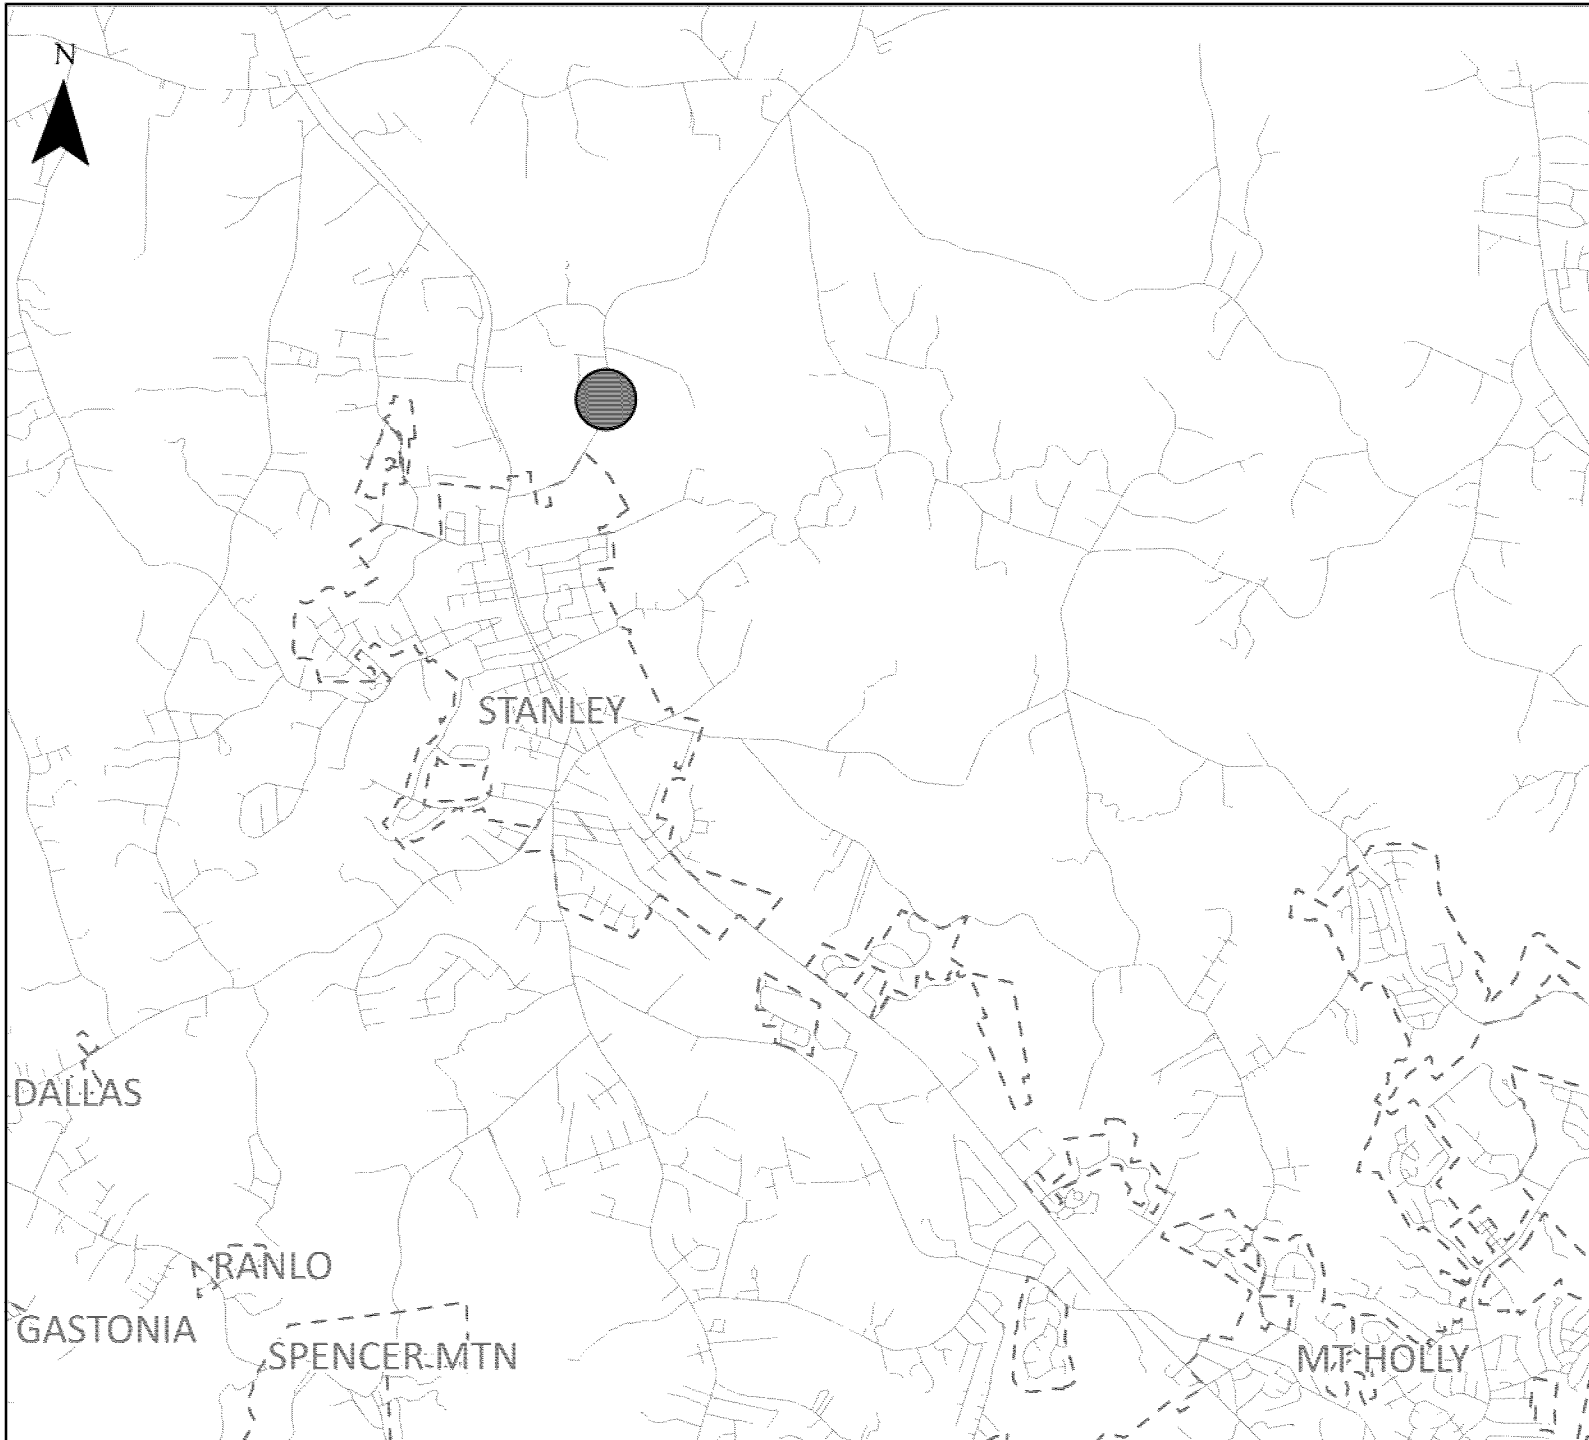 N
STANLEY
DALLAS
RANLO
GASTONIA
SPENCER MTN
MT HOLLY